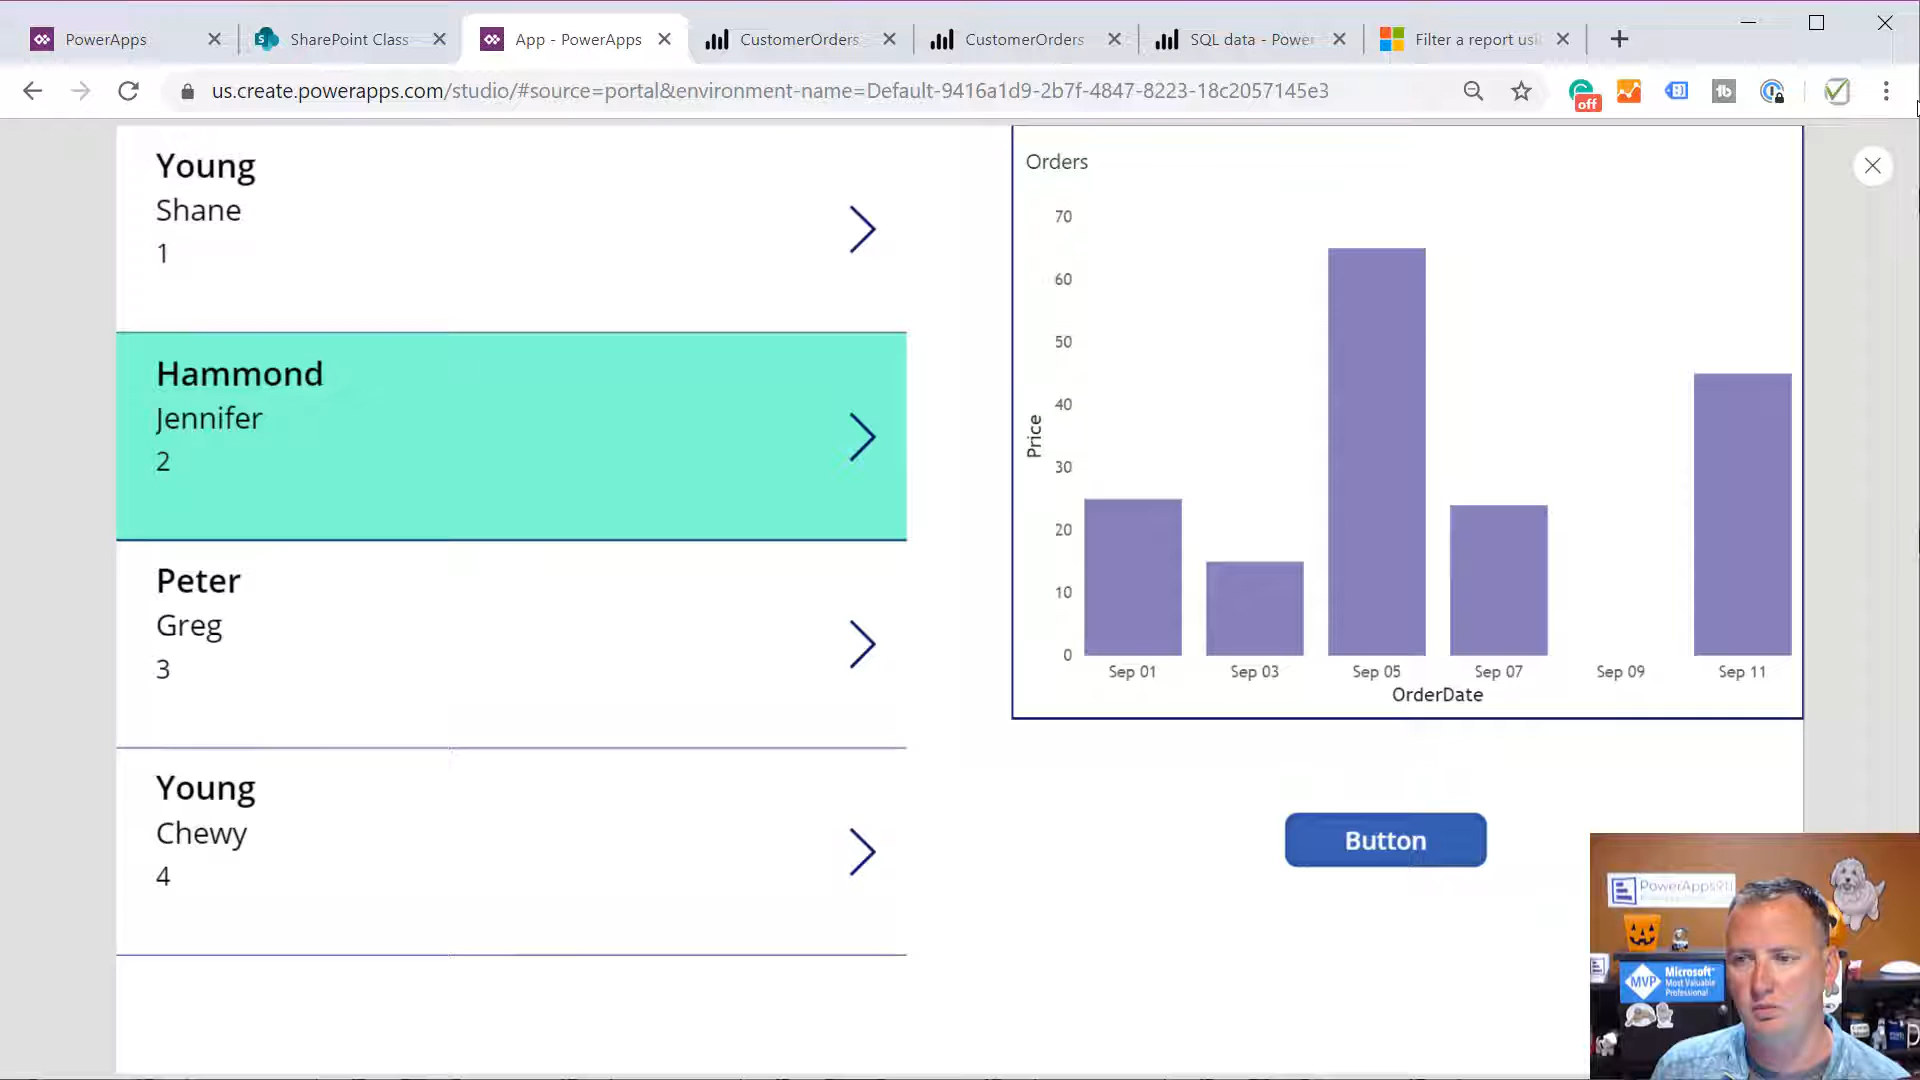 PowerApps
SharePoint Class
App - PowerApps
CustomerOrders
CustomerOrders
SQL data - Power
Filter a report usi
us.create.powerapps.com/studio/#source=portal&environment-name=Default-9416a1d9-2b7f-4847-8223-18c2057145e3
off
tb
Young
Shane
1
Hammond
Jennifer
2
Peter
Greg
3
Young
Chewy
4
Orders
70
60
50
40
30
20
10
0
Price
Sep 01
Sep 03
Sep 05
Sep 07
Sep 09
Sep 11
OrderDate
Button
PowerApps911
MVP
Microsoft
Most Valuable
Professional